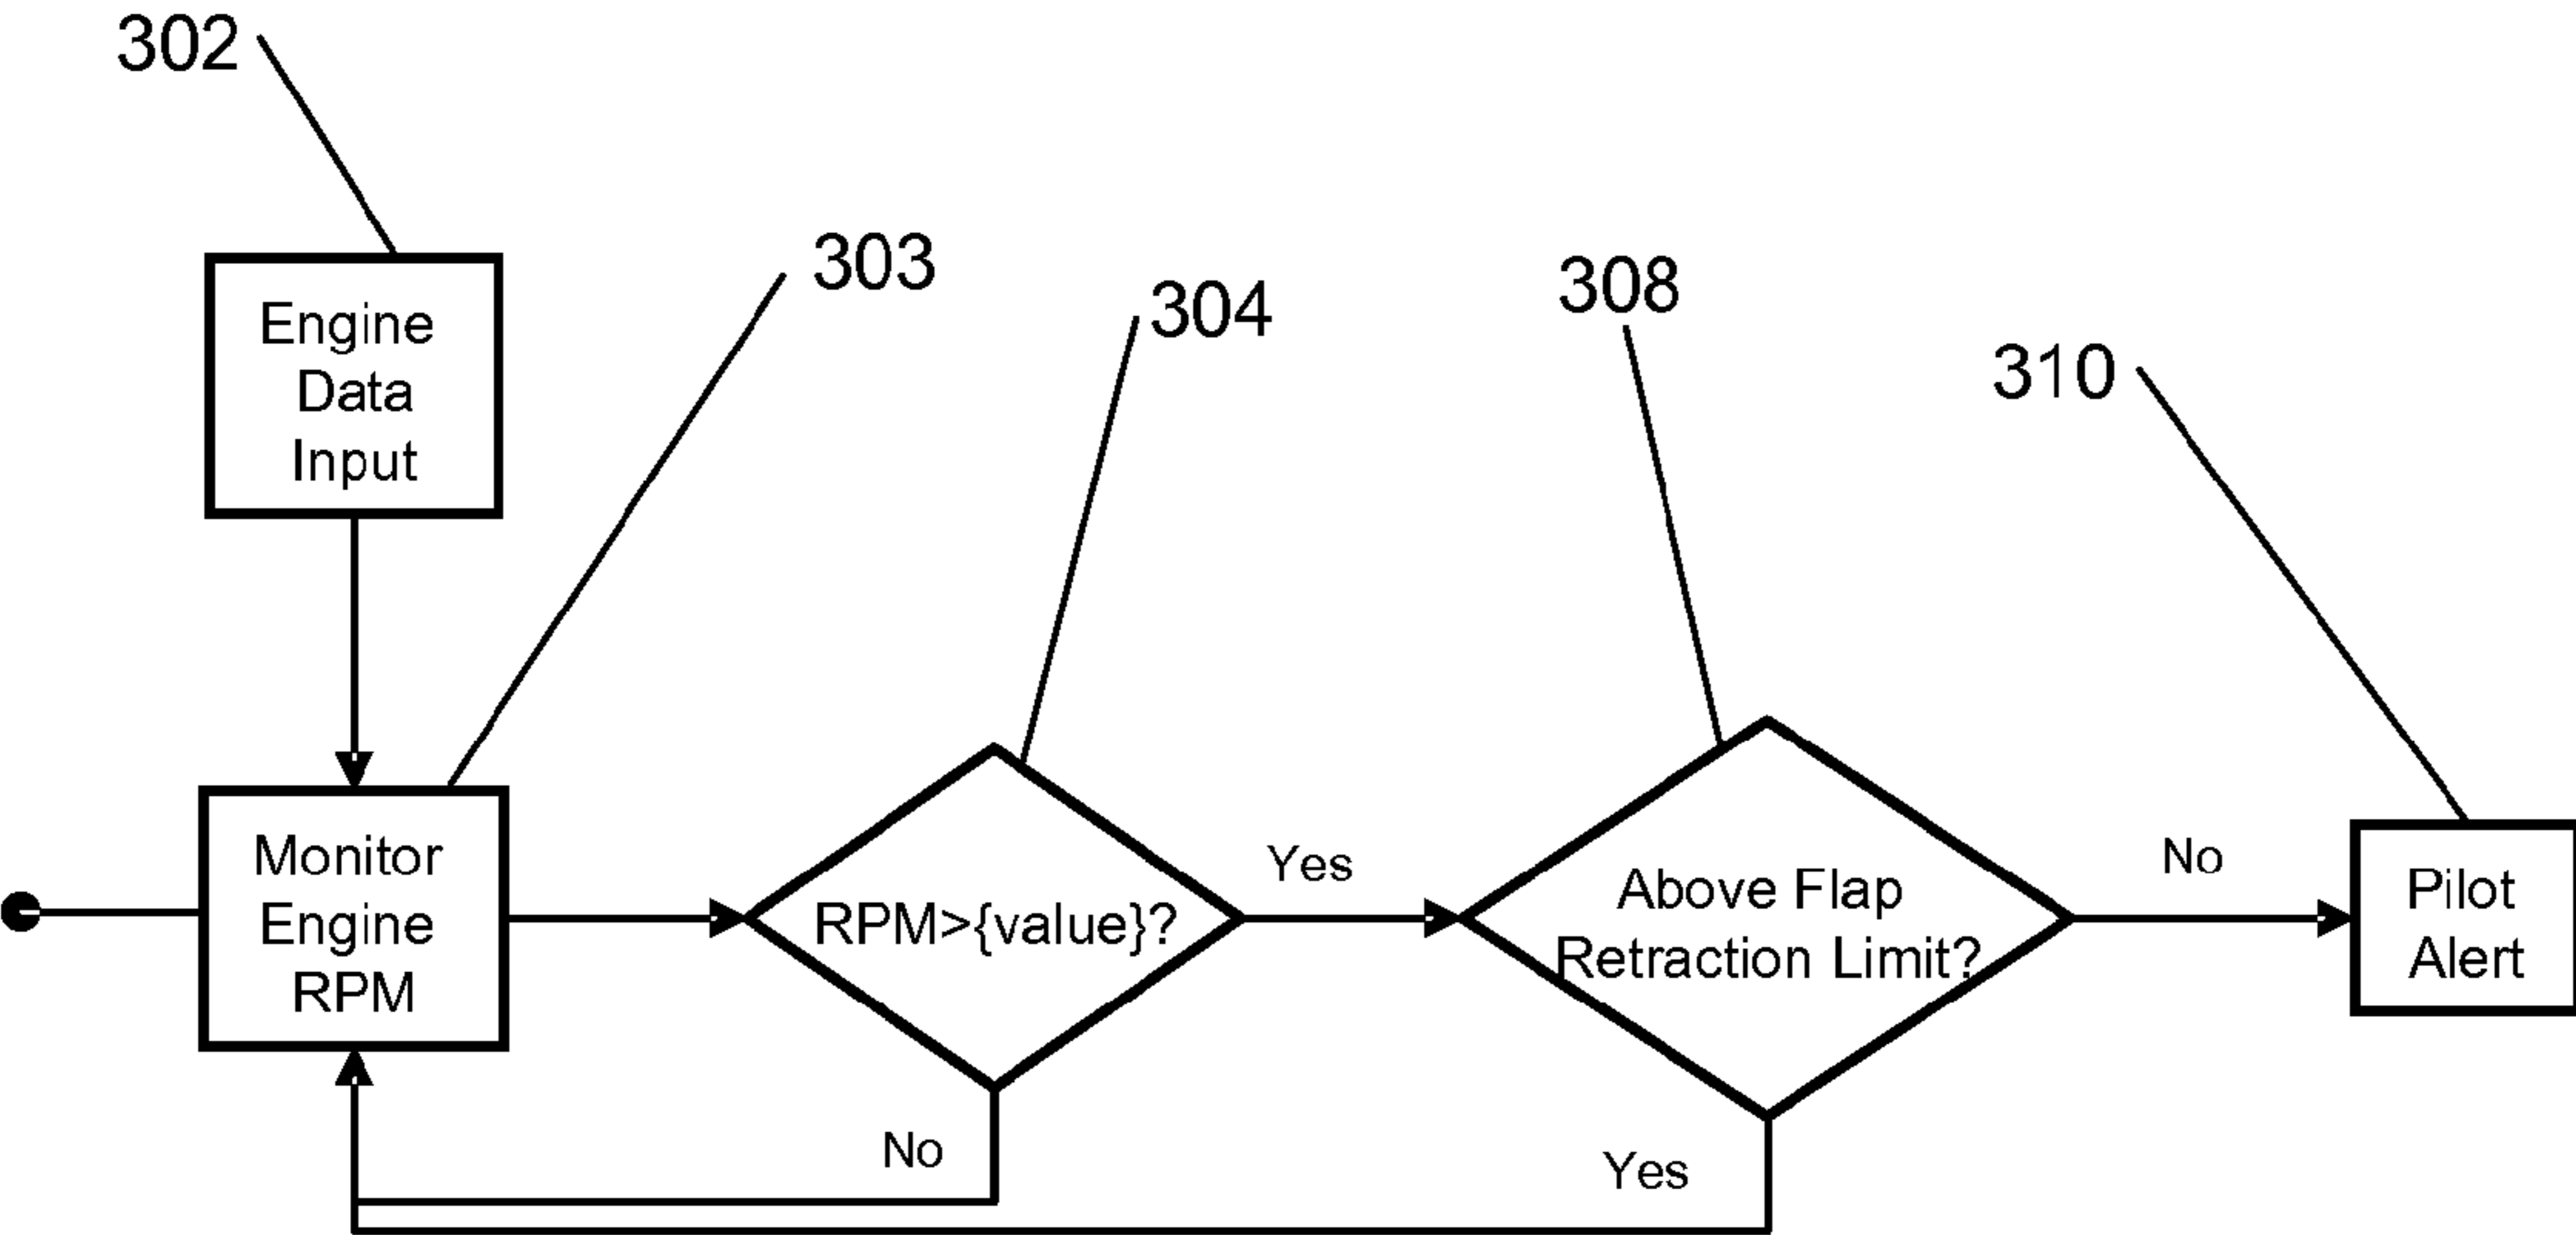 302
303
304
308
310
Engine
Data
Input
Monitor
Engine
RPM
RPM>{value}?
Yes
No
Above Flap
Retraction Limit?
No
Yes
Pilot
Alert